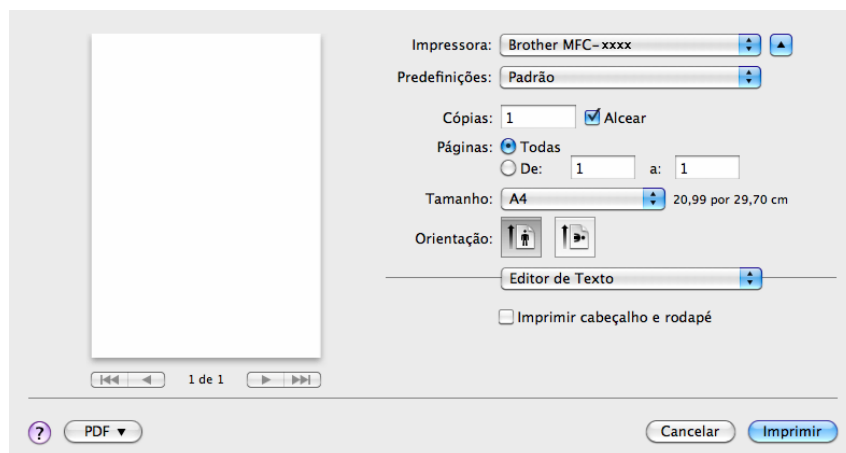 Impressora: Brother MFC-xxxx
Predefinições: Padrão
Cópias: 1 Alcear
Páginas: Todas
De: 1 a: 1
Tamanho: A4 20,99 por 29,70 cm
Orientação:
Editor de Texto
Imprimir cabeçalho e rodapé
1 de 1
? PDF ▼ Cancelar Imprimir